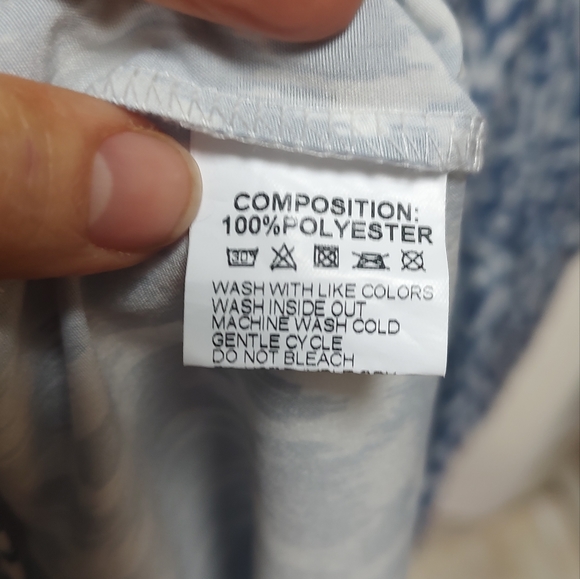 COMPOSITION:
100%POLYESTER
30°
WASH WITH LIKE COLORS
WASH INSIDE OUT
MACHINE WASH COLD
GENTLE CYCLE
DO NOT BLEACH